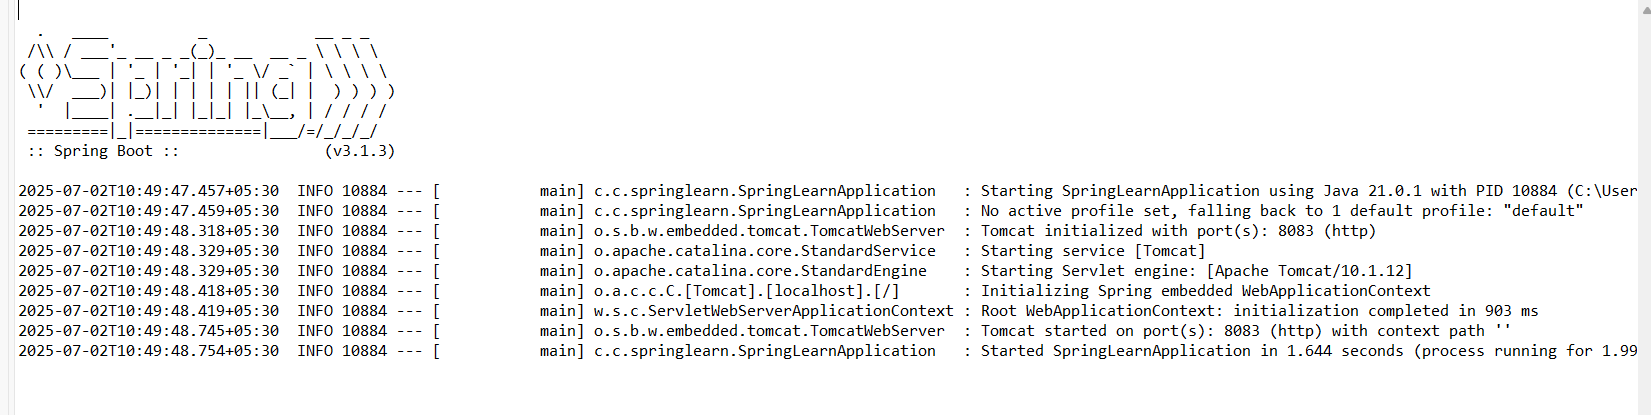 .   ____          _            __ _ _
 /\\ / ___'_ __ _ _(_)_ __  __ _ \ \ \ \
( ( )\___ | '_ | '_| | '_ \/ _` | \ \ \ \
 \\/  ___)| |_)| | | | | || (_| |  ) ) ) )
  '  |____| .__|_| |_|_| |_\__, | / / / /
 =========|_|==============|___/=/_/_/_/
 :: Spring Boot ::                (v3.1.3)
2025-07-02T10:49:47.457+05:30  INFO 10884 --- [           main] c.c.springlearn.SpringLearnApplication   : Starting SpringLearnApplication using Java 21.0.1 with PID 10884 (C:\User
2025-07-02T10:49:47.459+05:30  INFO 10884 --- [           main] c.c.springlearn.SpringLearnApplication   : No active profile set, falling back to 1 default profile: "default"
2025-07-02T10:49:48.318+05:30  INFO 10884 --- [           main] o.s.b.w.embedded.tomcat.TomcatWebServer  : Tomcat initialized with port(s): 8083 (http)
2025-07-02T10:49:48.329+05:30  INFO 10884 --- [           main] o.apache.catalina.core.StandardService   : Starting service [Tomcat]
2025-07-02T10:49:48.329+05:30  INFO 10884 --- [           main] o.apache.catalina.core.StandardEngine    : Starting Servlet engine: [Apache Tomcat/10.1.12]
2025-07-02T10:49:48.418+05:30  INFO 10884 --- [           main] o.a.c.c.C.[Tomcat].[localhost].[/]       : Initializing Spring embedded WebApplicationContext
2025-07-02T10:49:48.419+05:30  INFO 10884 --- [           main] w.s.c.ServletWebServerApplicationContext : Root WebApplicationContext: initialization completed in 903 ms
2025-07-02T10:49:48.745+05:30  INFO 10884 --- [           main] o.s.b.w.embedded.tomcat.TomcatWebServer  : Tomcat started on port(s): 8083 (http) with context path ''
2025-07-02T10:49:48.754+05:30  INFO 10884 --- [           main] c.c.springlearn.SpringLearnApplication   : Started SpringLearnApplication in 1.644 seconds (process running for 1.99